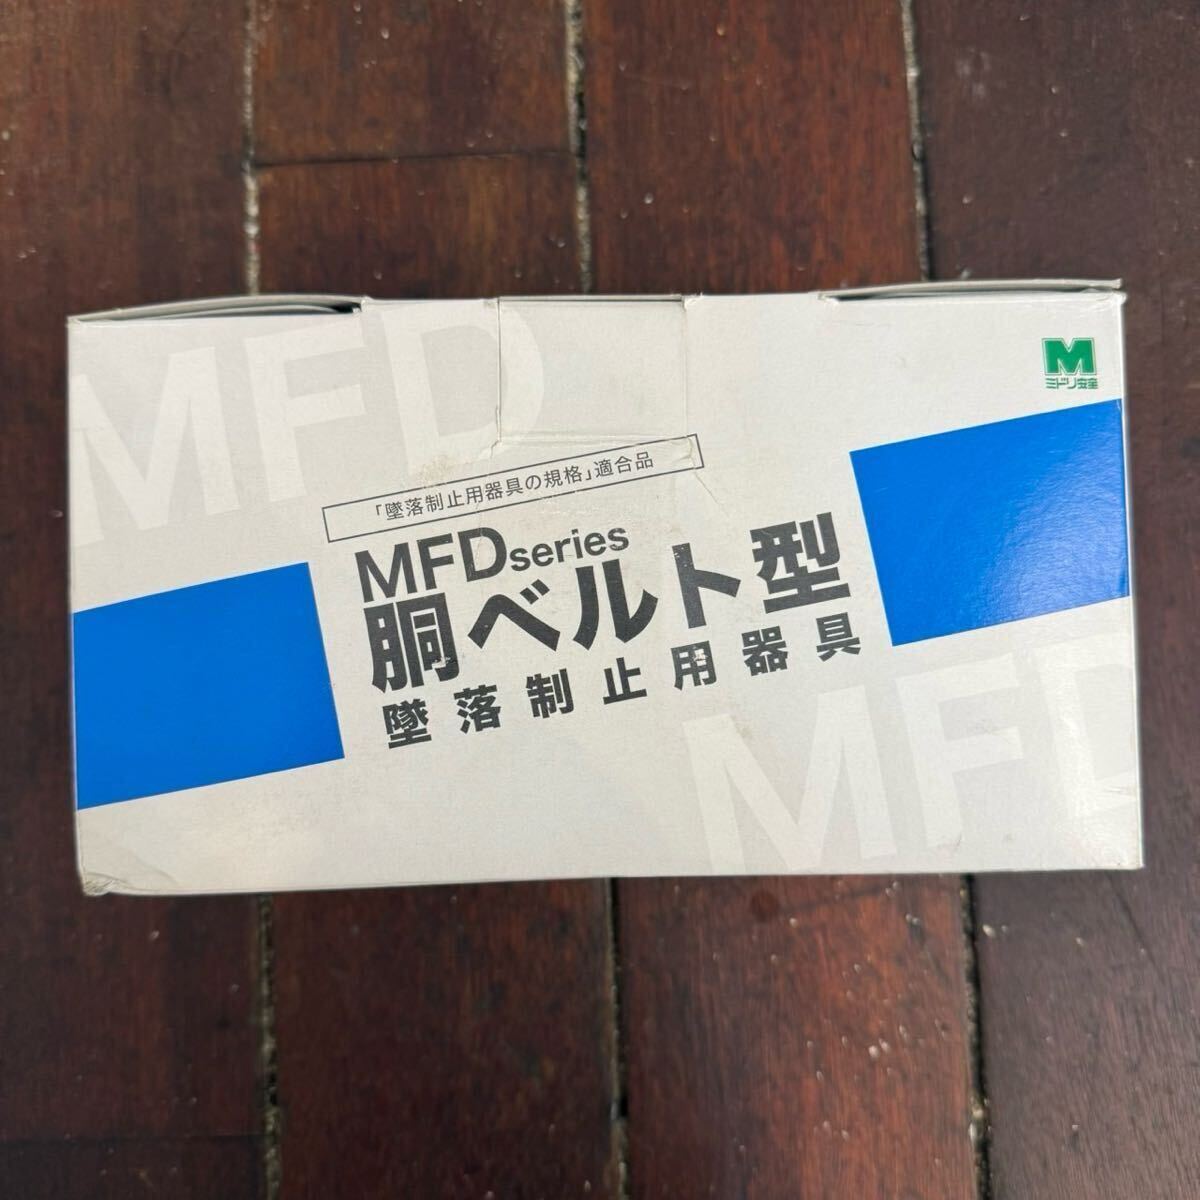 MFD
M
ミドリ安全
「墜落制止用器具の規格」適合品
MFDseries
胴ベルト型
墜落制止用器具
MFD